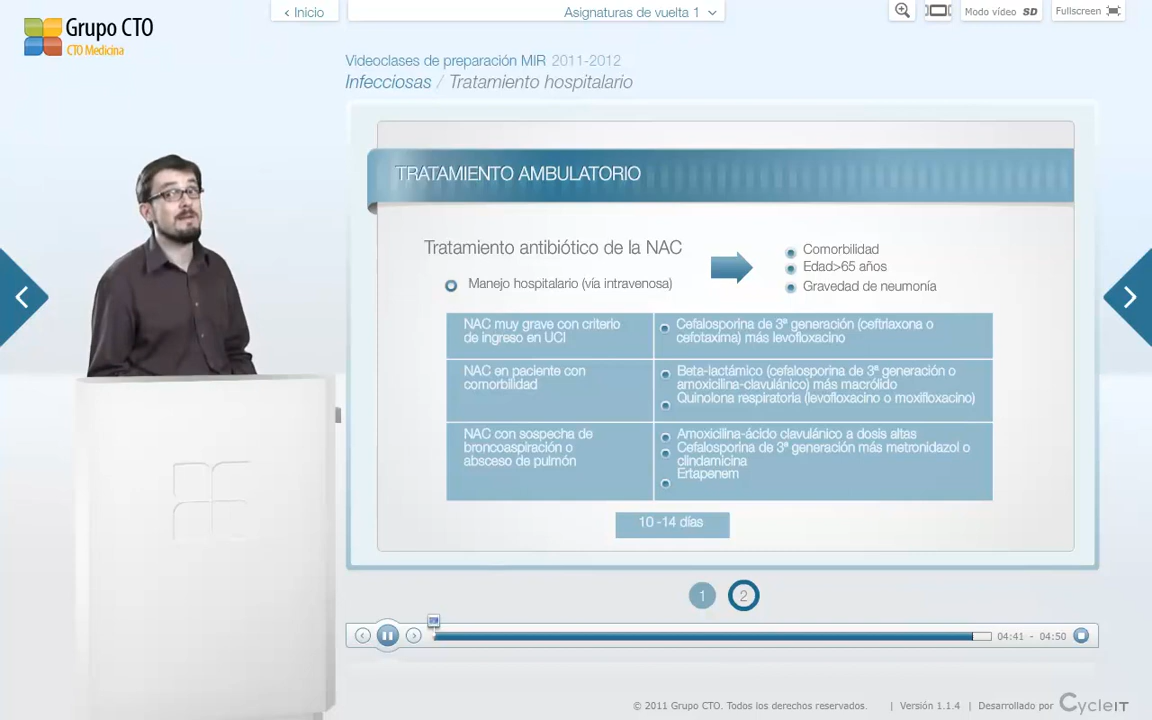 Grupo CTO
CTO Medicina
‹ Inicio
Asignaturas de vuelta 1
Modo vídeo SD
Fullscreen
Videoclases de preparación MIR 2011-2012
Infecciosas / Tratamiento hospitalario
TRATAMIENTO AMBULATORIO
Tratamiento antibiótico de la NAC
Manejo hospitalario (vía intravenosa)
Comorbilidad
Edad>65 años
Gravedad de neumonía
NAC muy grave con criterio
de ingreso en UCI
Cefalosporina de 3ª generación (ceftriaxona o
cefotaxima) más levofloxacino
NAC en paciente con
comorbilidad
Beta-lactámico (cefalosporina de 3ª generación o
amoxicilina-clavulánico) más macrólido
Quinolona respiratoria (levofloxacino o moxifloxacino)
NAC con sospecha de
broncoaspiración o
absceso de pulmón
Amoxicilina-ácido clavulánico a dosis altas
Cefalosporina de 3ª generación más metronidazol o
clindamicina
Ertapenem
10 -14 días
1
2
04:41 - 04:50
© 2011 Grupo CTO. Todos los derechos reservados. | Versión 1.1.4 | Desarrollado por CycleIT